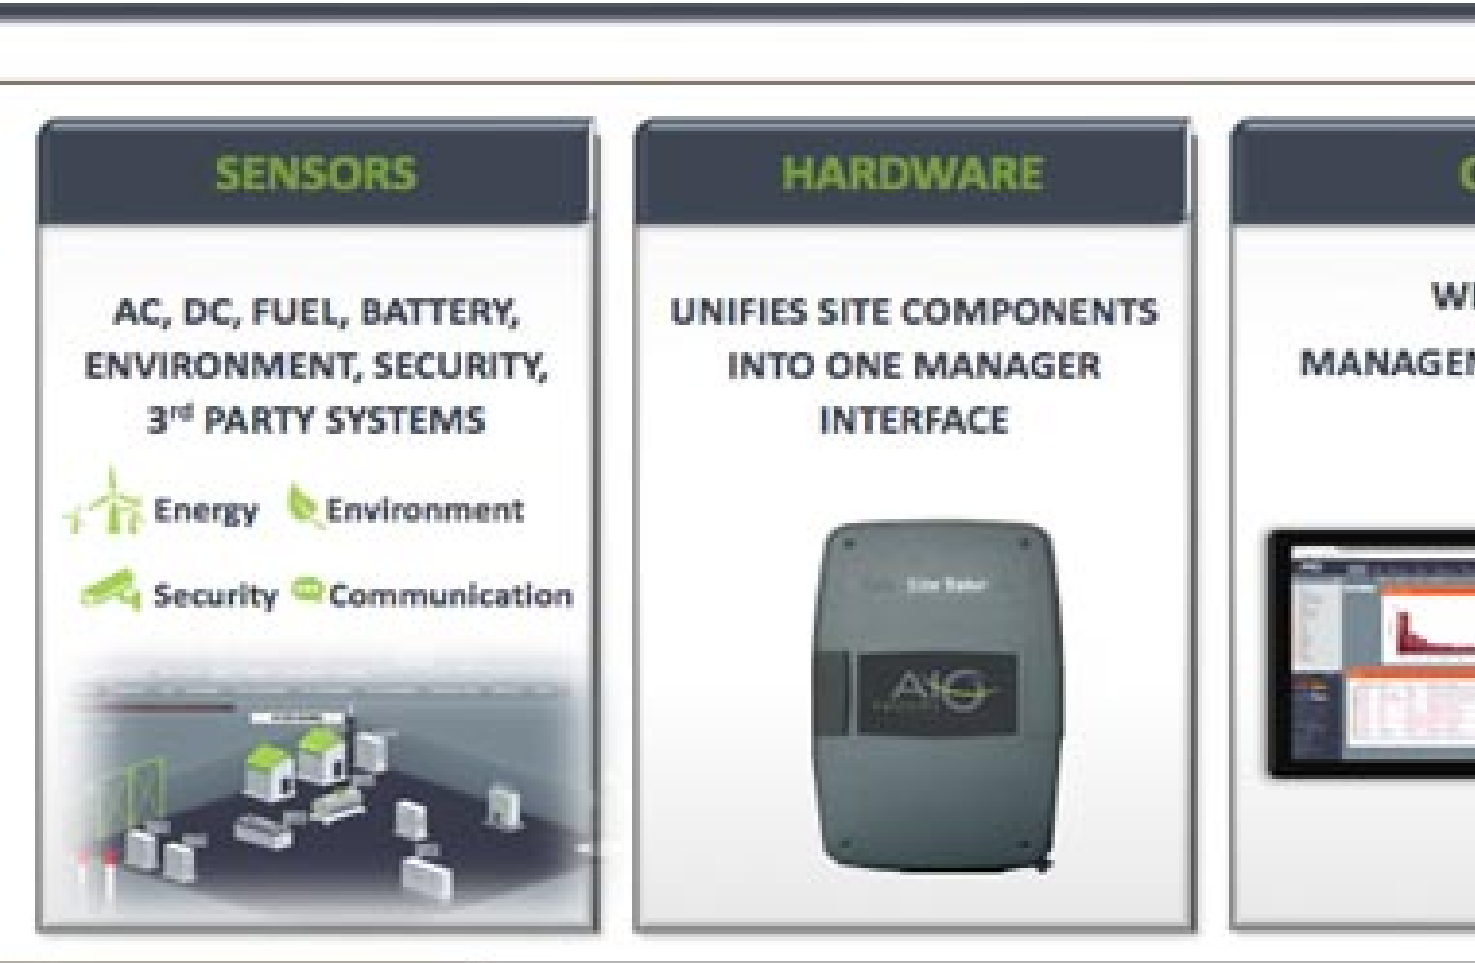 SENSORS
AC, DC, FUEL, BATTERY,
ENVIRONMENT, SECURITY,
3rd PARTY SYSTEMS
Energy
Environment
Security
Communication
HARDWARE
UNIFIES SITE COMPONENTS
INTO ONE MANAGER
INTERFACE
AIO